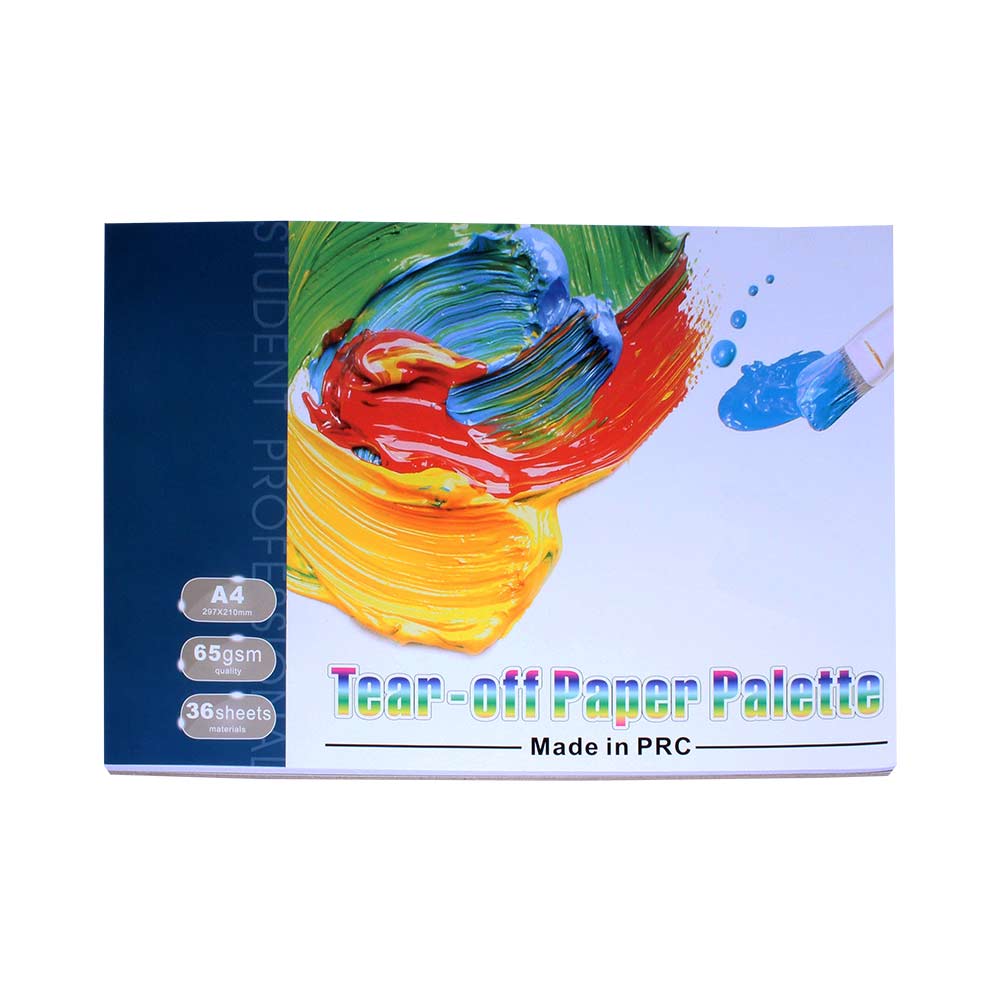 STUDENT PROFESSIONAL
A4
297X210mm
65gsm
quality
36sheets
materials
Tear-off Paper Palette
Made in PRC